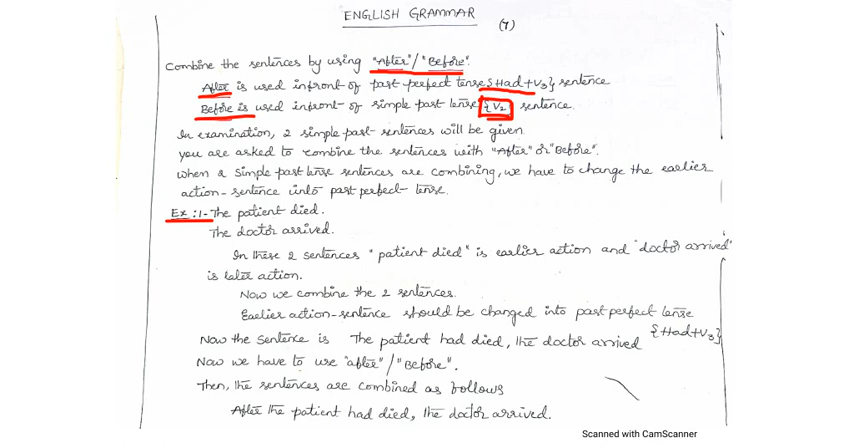 ENGLISH GRAMMAR
(7)
Combine the sentences by using "After"/"Before".
After is used infront of past perfect tense {Had+V3} sentence
Before is used infront of simple past tense {V2} sentence.
In examination, 2 simple past sentences will be given.
you are asked to combine the sentences with "After" or "Before".
when 2 simple past tense sentences are combining, we have to change the earlier
action-sentence into past perfect tense.
Ex:1- The patient died.
The doctor arrived.
In these 2 sentences "patient died" is earlier action and "doctor arrived"
is later action.
Now we combine the 2 sentences.
Earlier action-sentence should be changed into past perfect tense
{Had+V3}
Now the sentence is The patient had died, the doctor arrived
Now we have to use "after"/"Before".
Then, the sentences are combined as follows
After the patient had died, the doctor arrived.
Scanned with CamScanner